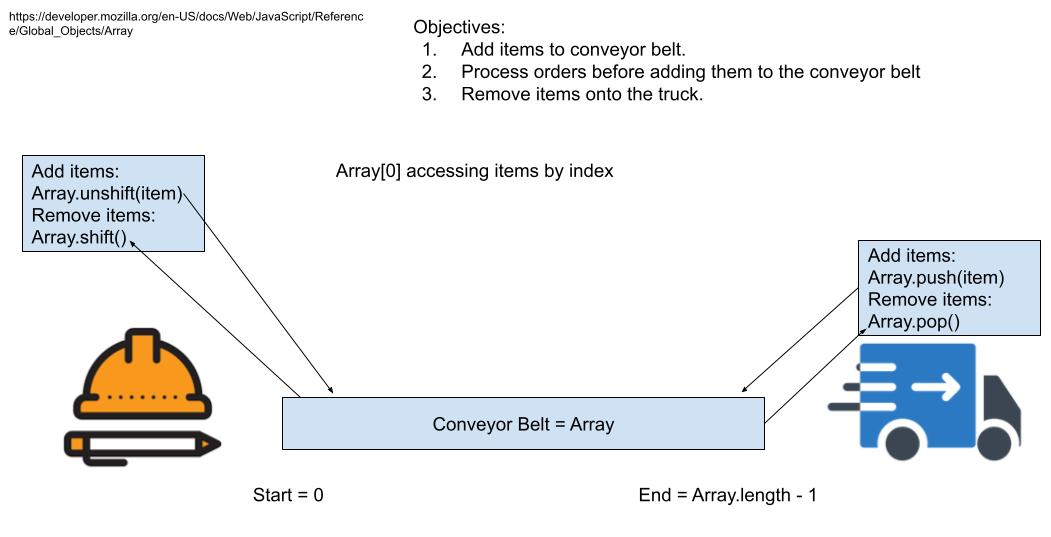 https://developer.mozilla.org/en-US/docs/Web/JavaScript/Referenc
e/Global_Objects/Array
Objectives:
1. Add items to conveyor belt.
2. Process orders before adding them to the conveyor belt
3. Remove items onto the truck.
Array[0] accessing items by index
Add items:
Array.unshift(item)
Remove items:
Array.shift()
Add items:
Array.push(item)
Remove items:
Array.pop()
Conveyor Belt = Array
Start = 0
End = Array.length - 1